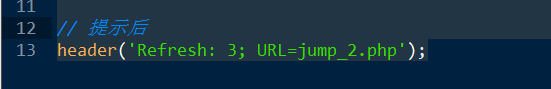 11
12 // 提示后
13 header('Refresh: 3; URL=jump_2.php');